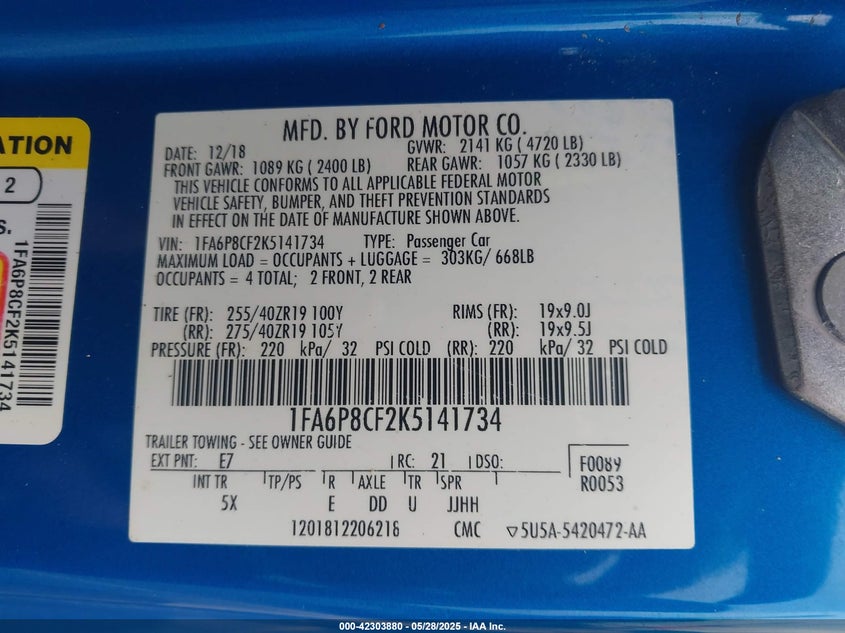 ATION
2
S.
1FA6P8CF2K5141734
MFD. BY FORD MOTOR CO.
DATE: 12/18 GVWR: 2141 KG ( 4720 LB)
FRONT GAWR: 1089 KG ( 2400 LB) REAR GAWR: 1057 KG ( 2330 LB)
THIS VEHICLE CONFORMS TO ALL APPLICABLE FEDERAL MOTOR
VEHICLE SAFETY, BUMPER, AND THEFT PREVENTION STANDARDS
IN EFFECT ON THE DATE OF MANUFACTURE SHOWN ABOVE.
VIN: 1FA6P8CF2K5141734 TYPE: Passenger Car
MAXIMUM LOAD = OCCUPANTS + LUGGAGE = 303KG/ 668LB
OCCUPANTS = 4 TOTAL; 2 FRONT, 2 REAR
TIRE (FR): 255/40ZR19 100Y RIMS (FR): 19x9.0J
(RR): 275/40ZR19 105Y (RR): 19x9.5J
PRESSURE (FR): 220 kPa/ 32 PSI COLD (RR): 220 kPa/ 32 PSI COLD
1FA6P8CF2K5141734
TRAILER TOWING - SEE OWNER GUIDE
EXT PNT: E7 RC: 21 DSO: F0089
R0053
INT TR TP/PS R AXLE TR SPR
5X E DD U JJHH
1201812206218 CMC ▽5U5A-5420472-AA
000-42303880 - 05/28/2025 - IAA Inc.